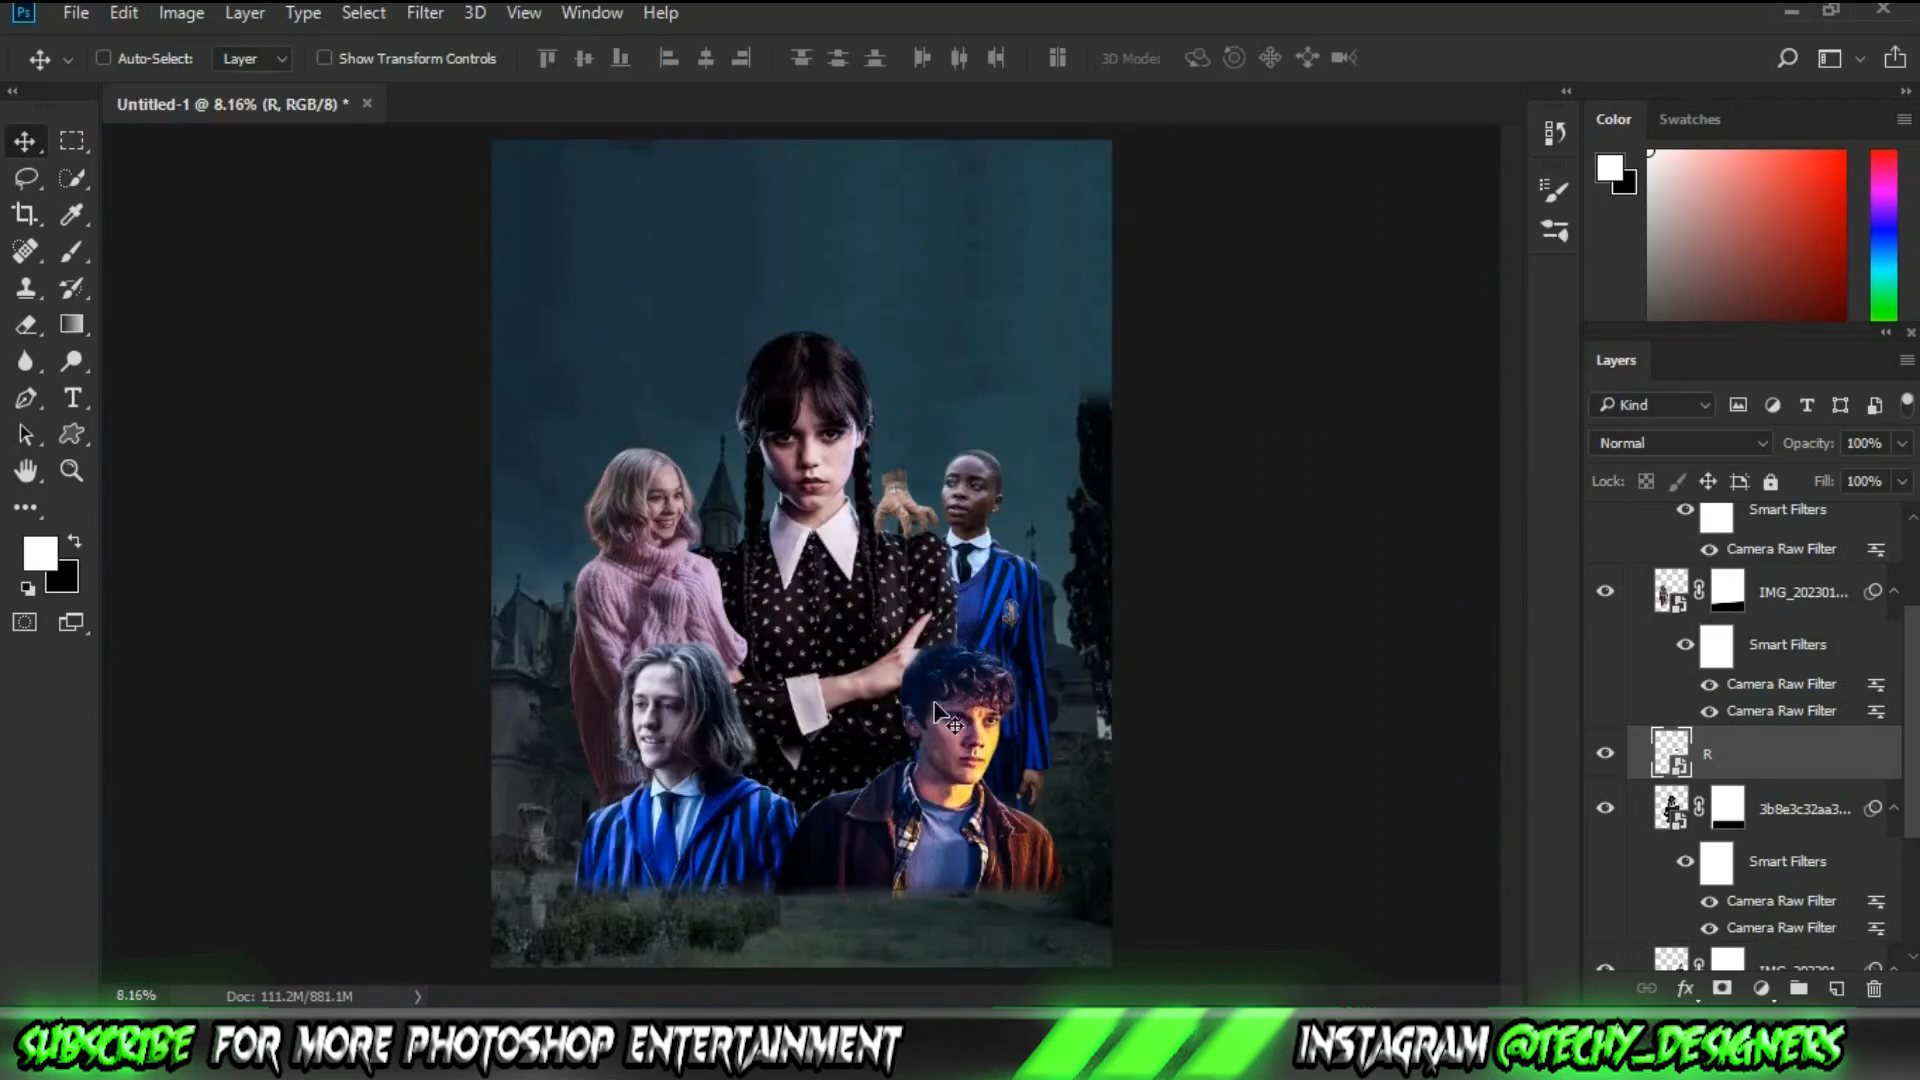 Ps File Edit Image Layer Type Select Filter 3D View Window Help
Auto-Select: Layer Show Transform Controls 3D Mode:
Untitled-1 @ 8.16% (R, RGB/8) *
Color Swatches
Layers
Kind
Normal Opacity: 100%
Lock: Fill: 100%
Smart Filters
Camera Raw Filter
IMG_202301...
Smart Filters
Camera Raw Filter
Camera Raw Filter
R
3b8e3c32aa3...
Smart Filters
Camera Raw Filter
Camera Raw Filter
8.16% Doc: 111.2M/881.1M
SUBSCRIBE FOR MORE PHOTOSHOP ENTERTAINMENT
INSTAGRAM @TECHY_DESIGNERS